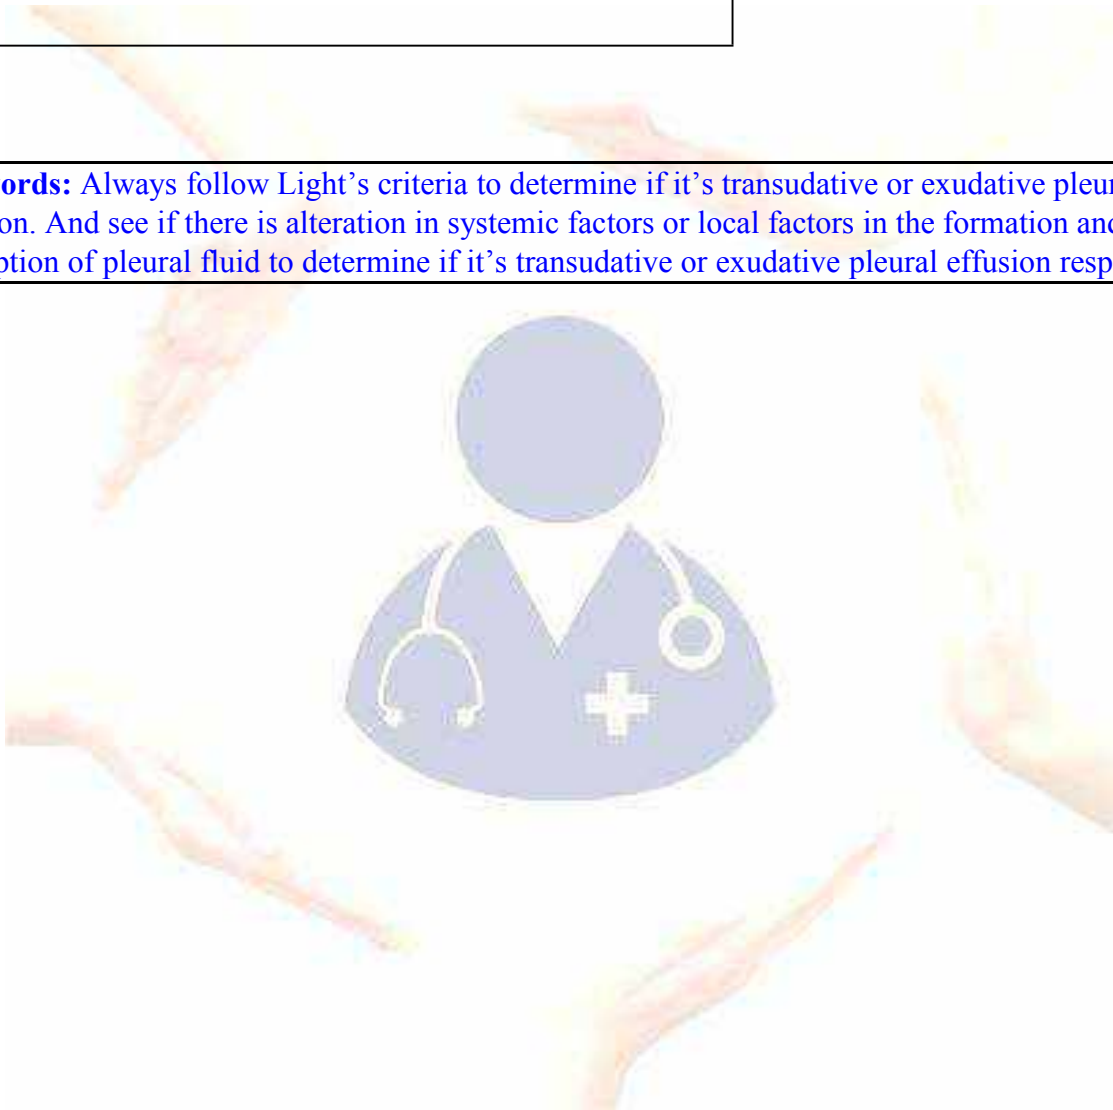 ords: Always follow Light's criteria to determine if it's transudative or exudative pleur
on. And see if there is alteration in systemic factors or local factors in the formation and
ption of pleural fluid to determine if it's transudative or exudative pleural effusion resp